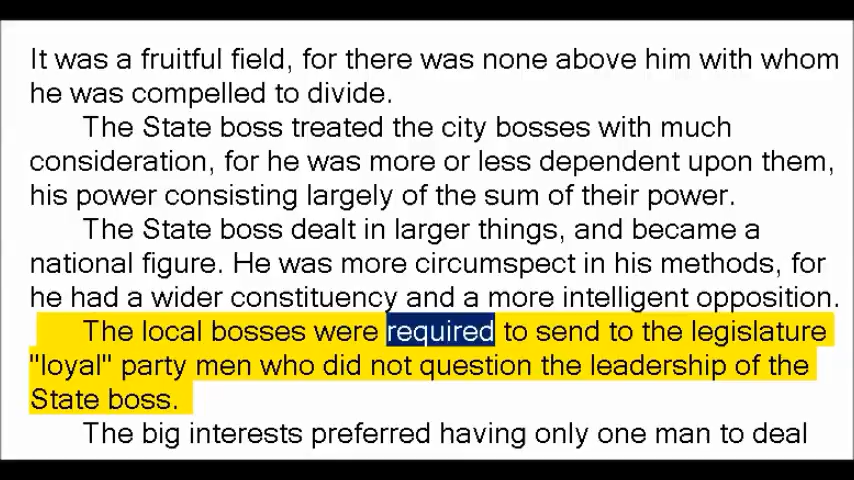 It was a fruitful field, for there was none above him with whom
he was compelled to divide.
The State boss treated the city bosses with much
consideration, for he was more or less dependent upon them,
his power consisting largely of the sum of their power.
The State boss dealt in larger things, and became a
national figure. He was more circumspect in his methods, for
he had a wider constituency and a more intelligent opposition.
The local bosses were required to send to the legislature
"loyal" party men who did not question the leadership of the
State boss.
The big interests preferred having only one man to deal